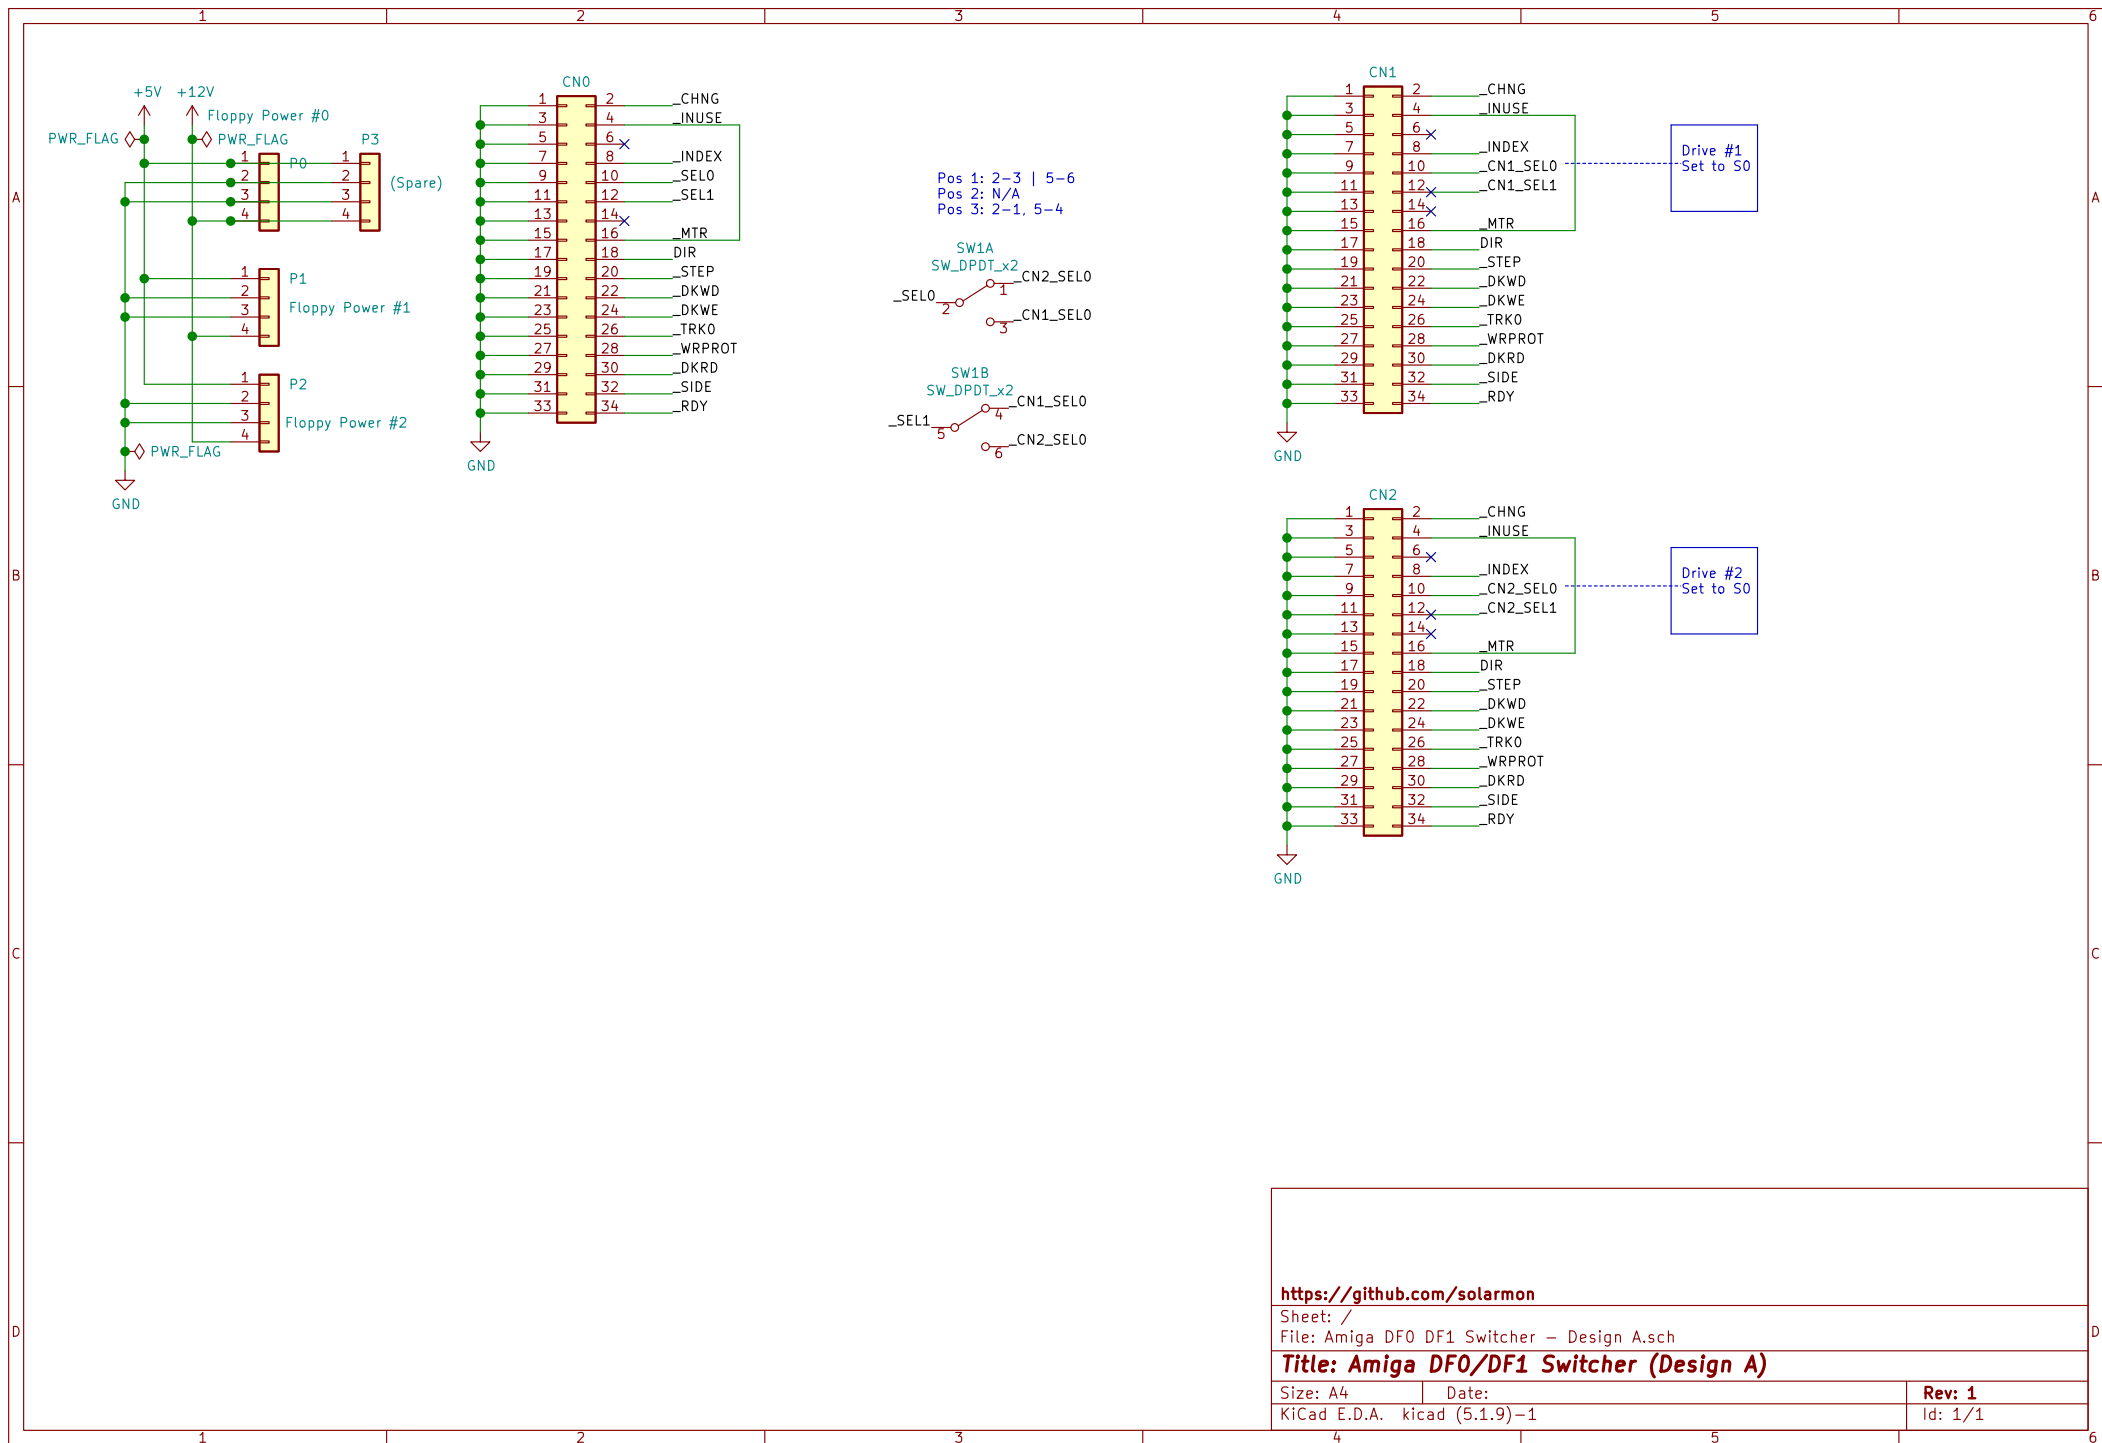 1 2 3 4 5 6
A A
B B
C C
D D
+5V +12V
Floppy Power #0
PWR_FLAG
PWR_FLAG
P0
1
2
3
4
P3
1
2
3
4
(Spare)
P1
Floppy Power #1
1
2
3
4
P2
Floppy Power #2
1
2
3
4
PWR_FLAG
GND
CN0
1 2 _CHNG
3 4 _INUSE
5 6
7 8 _INDEX
9 10 _SEL0
11 12 _SEL1
13 14
15 16 _MTR
17 18 DIR
19 20 _STEP
21 22 _DKWD
23 24 _DKWE
25 26 _TRK0
27 28 _WRPROT
29 30 _DKRD
31 32 _SIDE
33 34 _RDY
GND
Pos 1: 2-3 | 5-6
Pos 2: N/A
Pos 3: 2-1, 5-4
SW1A
SW_DPDT_x2
_SEL0 2
1 _CN2_SEL0
3 _CN1_SEL0
SW1B
SW_DPDT_x2
_SEL1 5
4 _CN1_SEL0
6 _CN2_SEL0
CN1
1 2 _CHNG
3 4 _INUSE
5 6
7 8 _INDEX
9 10 _CN1_SEL0
11 12 _CN1_SEL1
13 14
15 16 _MTR
17 18 DIR
19 20 _STEP
21 22 _DKWD
23 24 _DKWE
25 26 _TRK0
27 28 _WRPROT
29 30 _DKRD
31 32 _SIDE
33 34 _RDY
GND
Drive #1
Set to S0
CN2
1 2 _CHNG
3 4 _INUSE
5 6
7 8 _INDEX
9 10 _CN2_SEL0
11 12 _CN2_SEL1
13 14
15 16 _MTR
17 18 DIR
19 20 _STEP
21 22 _DKWD
23 24 _DKWE
25 26 _TRK0
27 28 _WRPROT
29 30 _DKRD
31 32 _SIDE
33 34 _RDY
GND
Drive #2
Set to S0
https://github.com/solarmon
Sheet: /
File: Amiga DF0 DF1 Switcher - Design A.sch
Title: Amiga DF0/DF1 Switcher (Design A)
Size: A4 Date: Rev: 1
KiCad E.D.A. kicad (5.1.9)-1 Id: 1/1
1 2 3 4 5 6